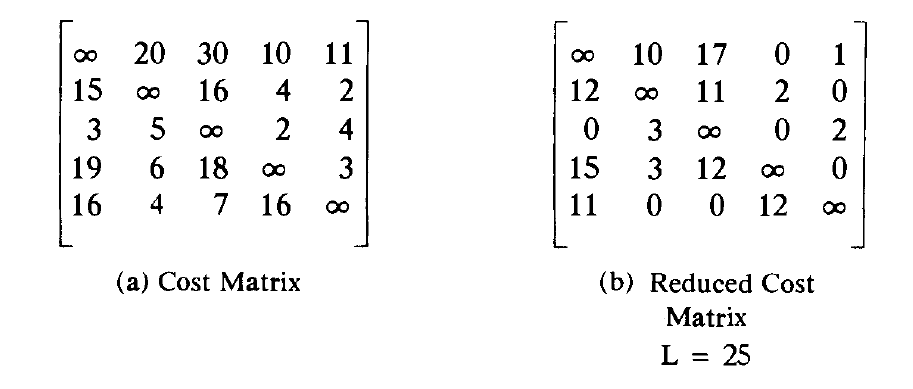 ∞ 20 30 10 11
15 ∞ 16 4 2
3 5 ∞ 2 4
19 6 18 ∞ 3
16 4 7 16 ∞
(a) Cost Matrix
∞ 10 17 0 1
12 ∞ 11 2 0
0 3 ∞ 0 2
15 3 12 ∞ 0
11 0 0 12 ∞
(b) Reduced Cost
Matrix
L = 25